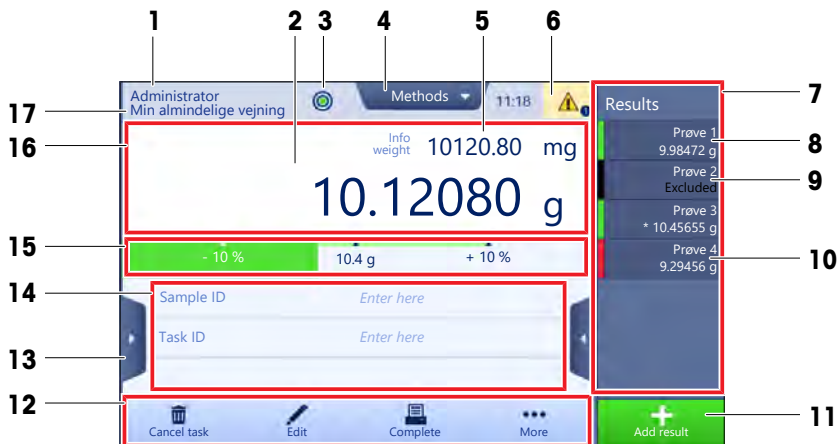 1 2 3 4 5 6
Administrator
Min almindelige vejning
Methods
11:18
17
16
Info
weight 10120.80 mg
10.12080 g
15
- 10 % 10.4 g + 10 %
14
Sample ID Enter here
Task ID Enter here
13
12
Cancel task Edit Complete More
Results
7
Prøve 1
9.98472 g
8
Prøve 2
Excluded
9
Prøve 3
* 10.45655 g
Prøve 4
9.29456 g
10
Add result
11